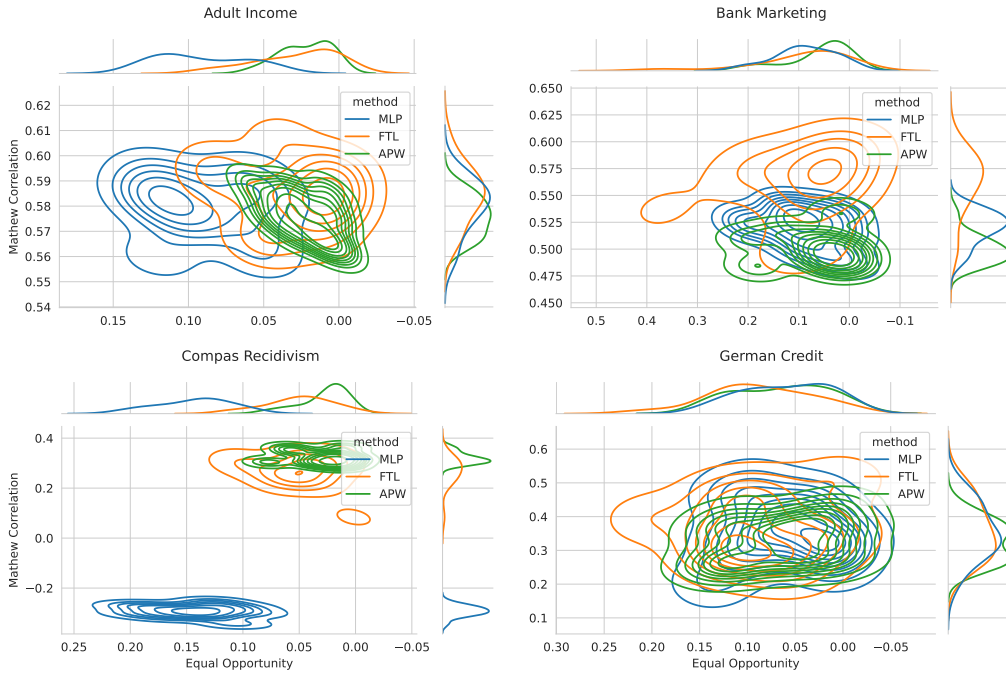 Adult Income
method
MLP
FTL
APW
Mathew Correlation
0.62
0.61
0.60
0.59
0.58
0.57
0.56
0.55
0.54
0.15
0.10
0.05
0.00
−0.05
Bank Marketing
method
MLP
FTL
APW
0.650
0.625
0.600
0.575
0.550
0.525
0.500
0.475
0.450
0.5
0.4
0.3
0.2
0.1
0.0
−0.1
Compas Recidivism
method
MLP
FTL
APW
Mathew Correlation
0.4
0.2
0.0
−0.2
0.25
0.20
0.15
0.10
0.05
0.00
−0.05
Equal Opportunity
German Credit
method
MLP
FTL
APW
0.6
0.5
0.4
0.3
0.2
0.1
0.30
0.25
0.20
0.15
0.10
0.05
0.00
−0.05
Equal Opportunity